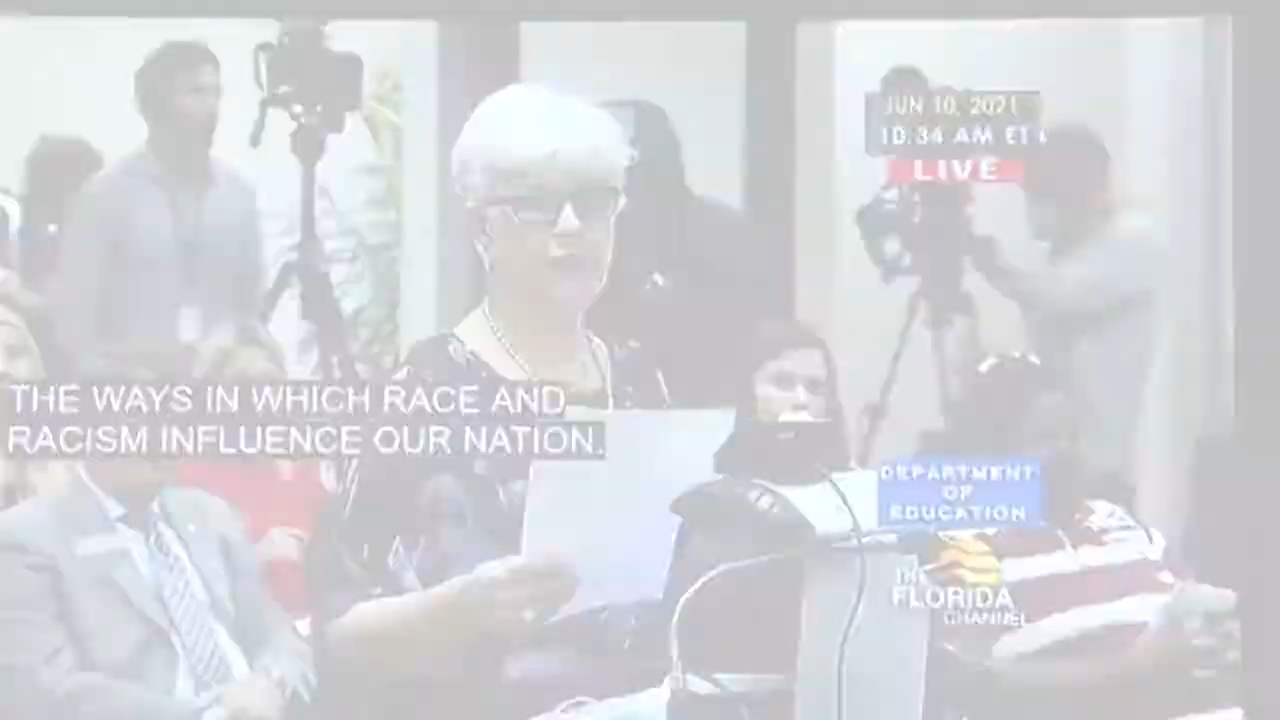 JUN 10, 2021
10:34 AM ET
LIVE
THE WAYS IN WHICH RACE AND
RACISM INFLUENCE OUR NATION.
DEPARTMENT
OF
EDUCATION
THE
FLORIDA
CHANNEL